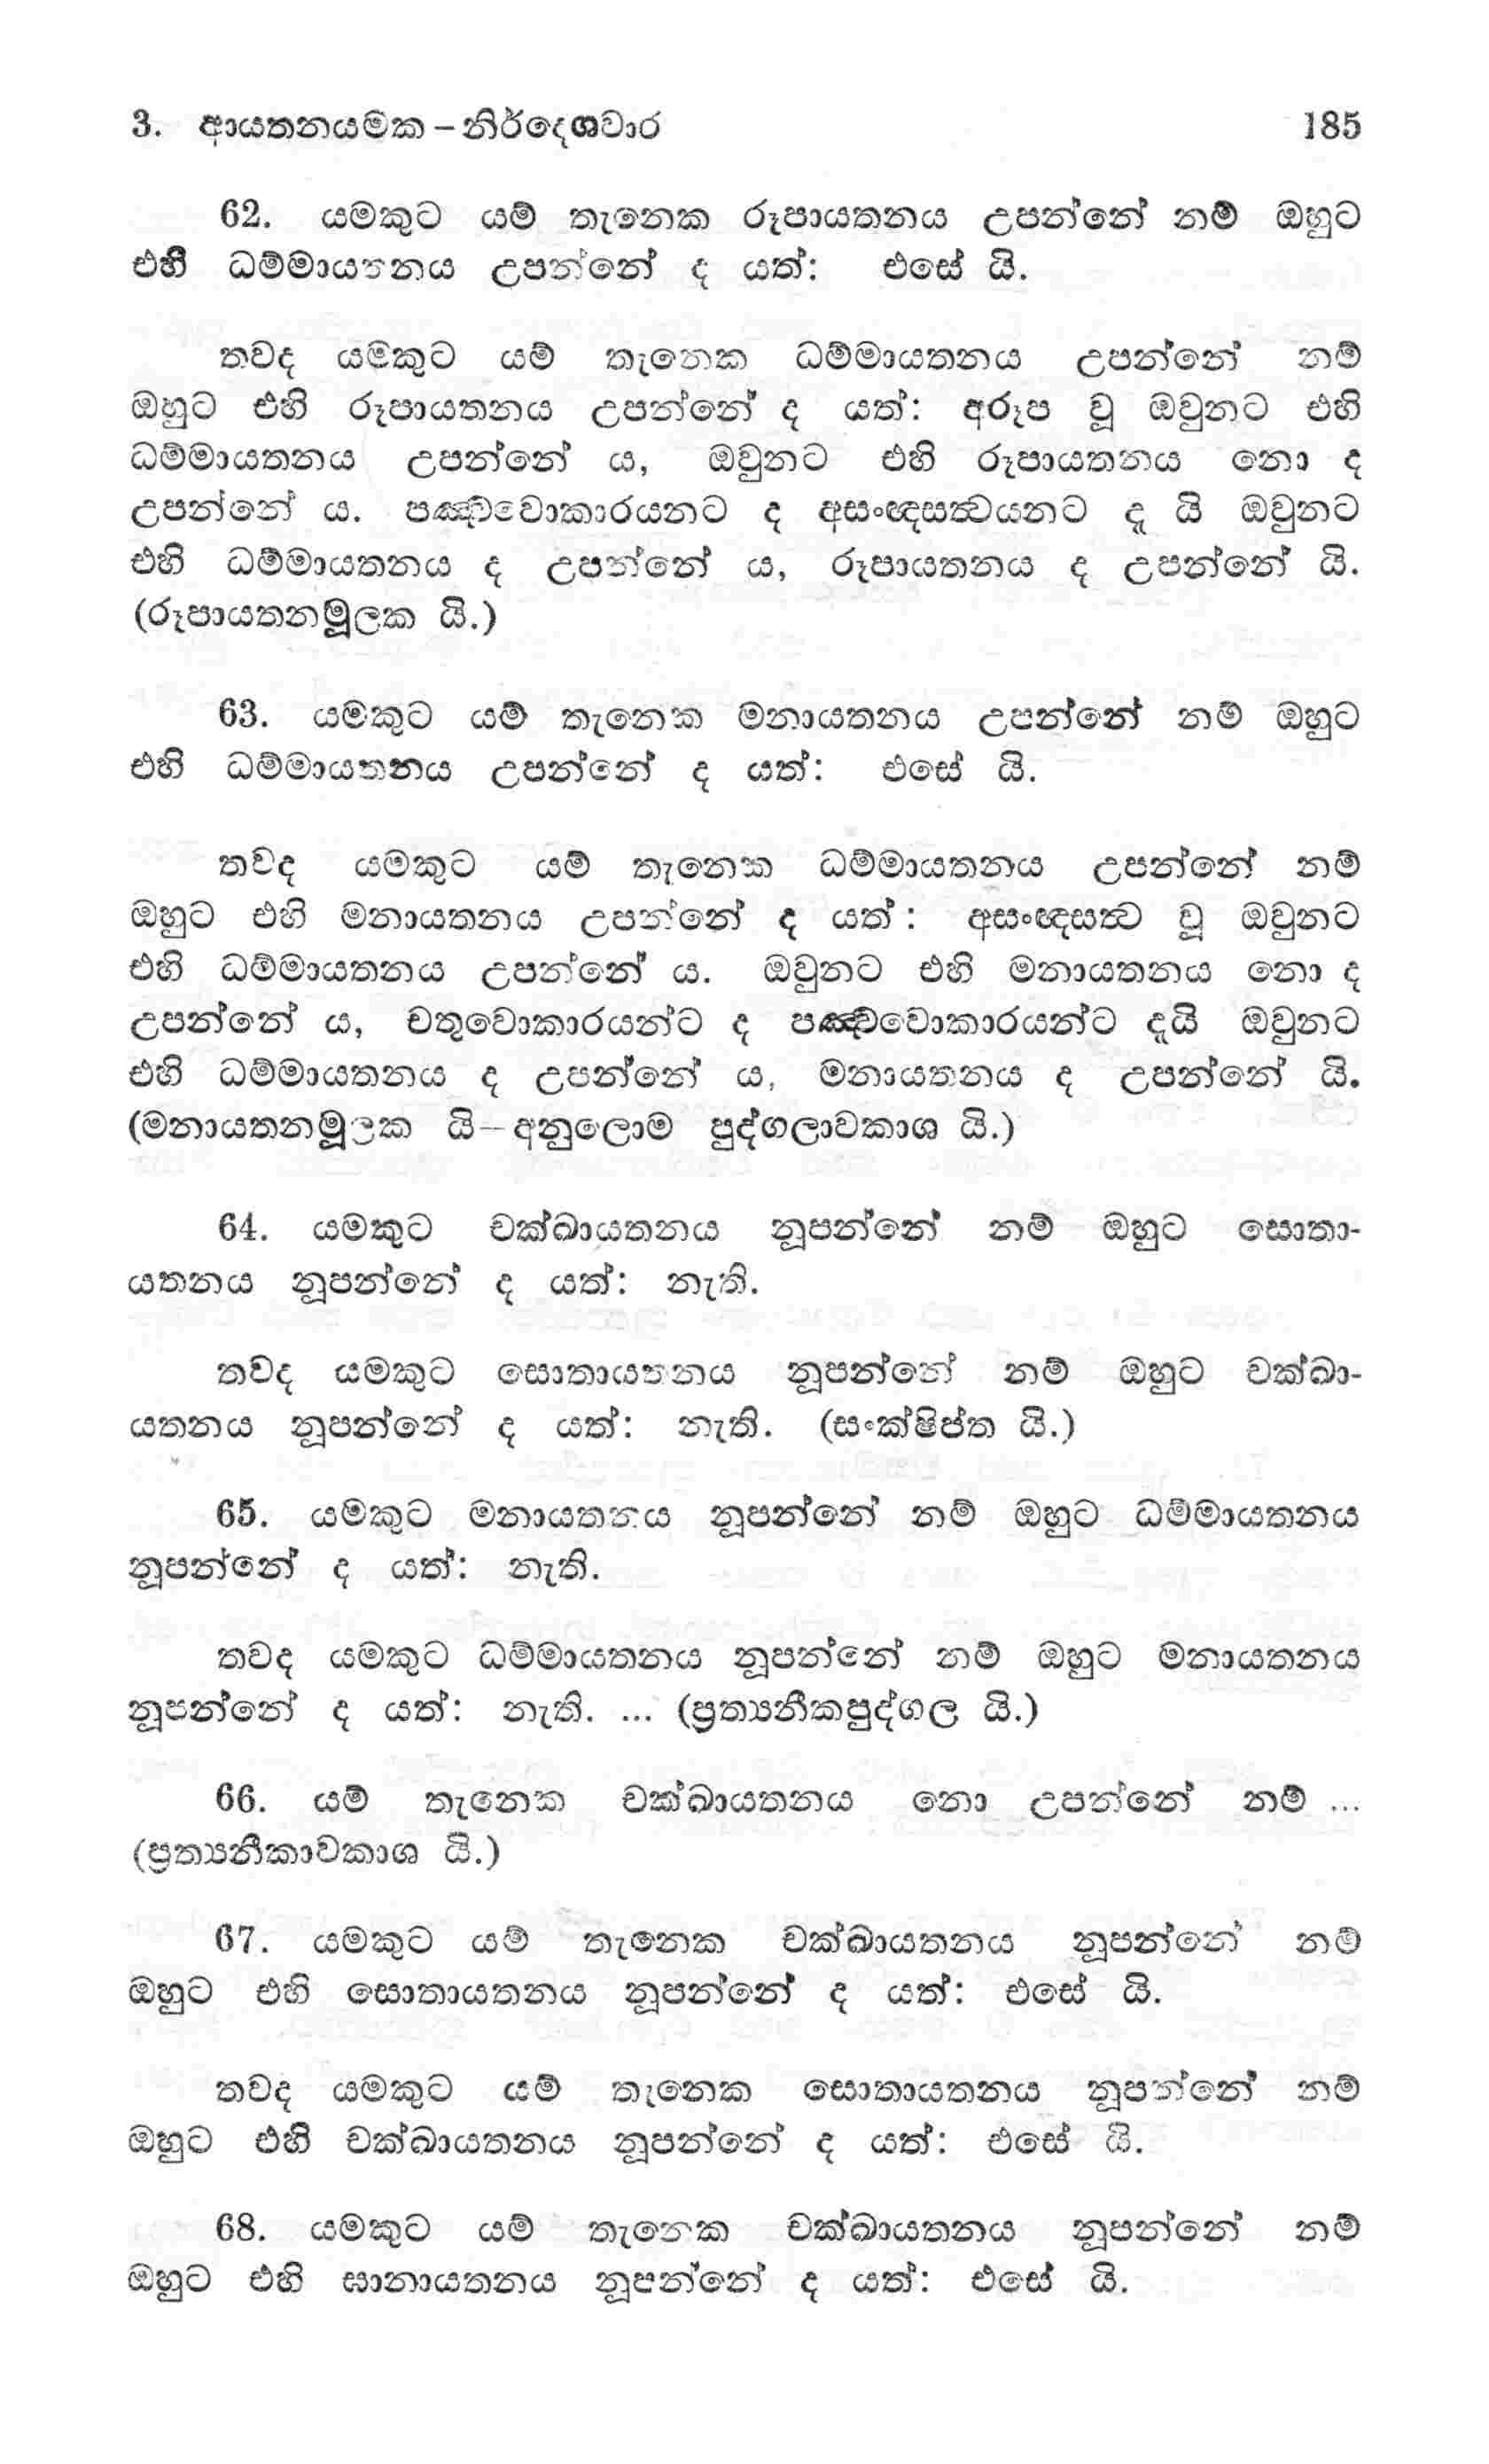 3. ආයතනයමක – නිර්දෙශවාර 185
62. යමකුට යම් තැනෙක රූපායතනය උපන්නේ නම් ඔහුට
එහි ධම්මායතනය උපන්නේ ද යත්: එසේ යි.
තවද යමකුට යම් තැනෙක ධම්මායතනය උපන්නේ නම්
ඔහුට එහි රූපායතනය උපන්නේ ද යත්: අරූප වූ ඔවුනට එහි
ධම්මායතනය උපන්නේ ය, ඔවුනට එහි රූපායතනය නො ද
උපන්නේ ය. පඤ්චවොකාරයනට ද අසංඥසත්ත්වයනට දැ යි ඔවුනට
එහි ධම්මායතනය ද උපන්නේ ය, රූපායතනය ද උපන්නේ යි.
(රූපායතනමූලක යි.)
63. යමකුට යම් තැනෙක මනායතනය උපන්නේ නම් ඔහුට
එහි ධම්මායතනය උපන්නේ ද යත්: එසේ යි.
තවද යමකුට යම් තැනෙක ධම්මායතනය උපන්නේ නම්
ඔහුට එහි මනායතනය උපන්නේ ද යත්: අසංඥසත්ත්ව වූ ඔවුනට
එහි ධම්මායතනය උපන්නේ ය. ඔවුනට එහි මනායතනය නො ද
උපන්නේ ය, චතුවොකාරයන්ට ද පඤ්චවොකාරයන්ට දැයි ඔවුනට
එහි ධම්මායතනය ද උපන්නේ ය, මනායතනය ද උපන්නේ යි.
(මනායතනමූලක යි – අනුලොම පුද්ගලාවකාශ යි.)
64. යමකුට චක්ඛායතනය නූපන්නේ නම් ඔහුට සොතා-
යතනය නූපන්නේ ද යත්: නැති.
තවද යමකුට සොතායතනය නූපන්නේ නම් ඔහුට චක්ඛා-
යතනය නූපන්නේ ද යත්: නැති. (සංක්ෂිප්ත යි.)
65. යමකුට මනායතනය නූපන්නේ නම් ඔහුට ධම්මායතනය
නූපන්නේ ද යත්: නැති.
තවද යමකුට ධම්මායතනය නූපන්නේ නම් ඔහුට මනායතනය
නූපන්නේ ද යත්: නැති. ... (ප්‍රත්‍යනීකපුද්ගල යි.)
66. යම් තැනෙක චක්ඛායතනය නො උපන්නේ නම් ...
(ප්‍රත්‍යනීකාවකාශ යි.)
67. යමකුට යම් තැනෙක චක්ඛායතනය නූපන්නේ නම්
ඔහුට එහි සොතායතනය නූපන්නේ ද යත්: එසේ යි.
තවද යමකුට යම් තැනෙක සොතායතනය නූපන්නේ නම්
ඔහුට එහි චක්ඛායතනය නූපන්නේ ද යත්: එසේ යි.
68. යමකුට යම් තැනෙක චක්ඛායතනය නූපන්නේ නම්
ඔහුට එහි ඝානායතනය නූපන්නේ ද යත්: එසේ යි.